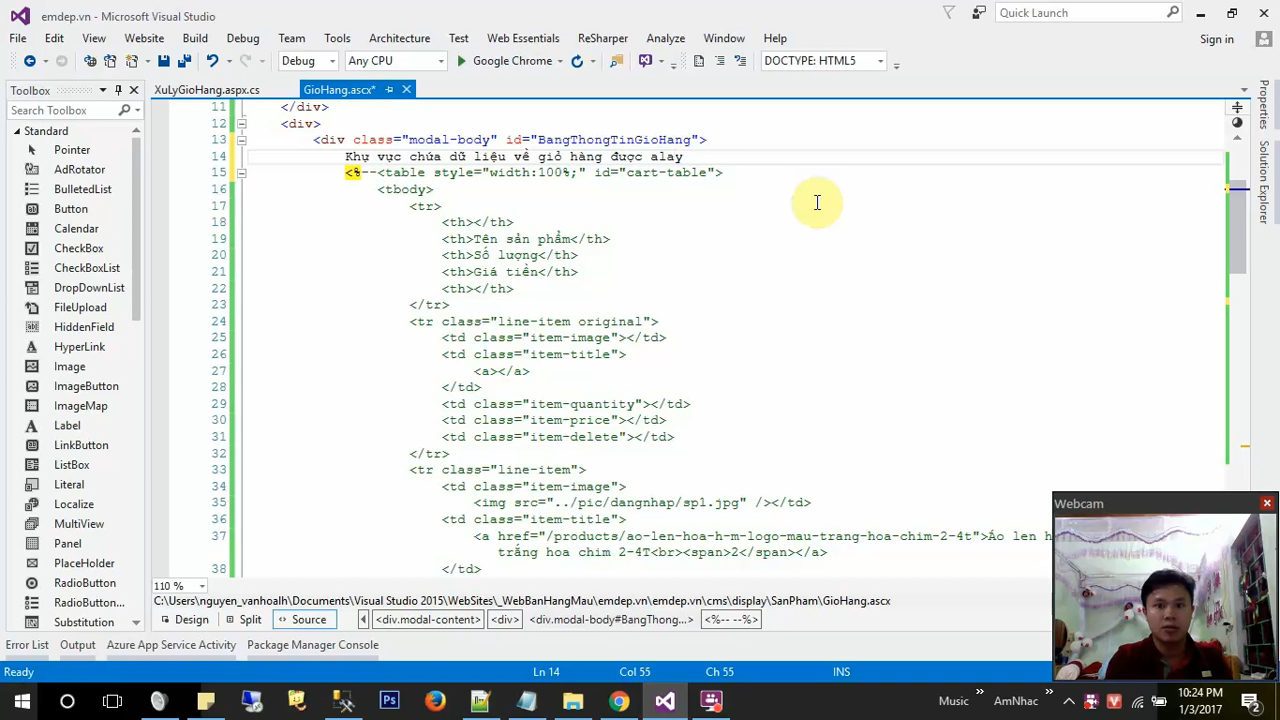 emdep.vn - Microsoft Visual Studio
Quick Launch
File Edit View Website Build Debug Team Tools Architecture Test Web Essentials ReSharper Analyze Window Help
Sign in
Debug Any CPU Google Chrome DOCTYPE: HTML5
Toolbox
XuLyGioHang.aspx.cs GioHang.ascx*
Search Toolbox
Standard
Pointer
AdRotator
BulletedList
Button
Calendar
CheckBox
CheckBoxList
DropDownList
FileUpload
HiddenField
HyperLink
Image
ImageButton
ImageMap
Label
LinkButton
ListBox
Literal
Localize
MultiView
Panel
PlaceHolder
RadioButton
RadioButton...
Substitution
11 </div>
12 <div>
13 <div class="modal-body" id="BangThongTinGioHang">
14 Khự vực chứa dữ liệu về giỏ hàng được alay
15 <%--<table style="width:100%;" id="cart-table">
16 <tbody>
17 <tr>
18 <th></th>
19 <th>Tên sản phẩm</th>
20 <th>Số lượng</th>
21 <th>Giá tiền</th>
22 <th></th>
23 </tr>
24 <tr class="line-item original">
25 <td class="item-image"></td>
26 <td class="item-title">
27 <a></a>
28 </td>
29 <td class="item-quantity"></td>
30 <td class="item-price"></td>
31 <td class="item-delete"></td>
32 </tr>
33 <tr class="line-item">
34 <td class="item-image">
35 <img src="../pic/dangnhap/sp1.jpg" /></td>
36 <td class="item-title">
37 <a href="/products/ao-len-hoa-h-m-logo-mau-trang-hoa-chim-2-4t">áo len h
trắng hoa chim 2-4T<br><span>2</span></a>
38 </td>
Properties
Solution Explorer
110 %
C:\Users\nguyen_vanhoalh\Documents\Visual Studio 2015\WebSites\_WebBanHangMau\emdep.vn\cms\display\SanPham\GioHang.ascx
Design Split Source <div.modal-content> <div> <div.modal-body#BangThong...> <%-- --%>
Error List Output Azure App Service Activity Package Manager Console
Ready Ln 14 Col 55 Ch 55 INS
Webcam
Music AmNhac
10:24 PM
1/3/2017
2